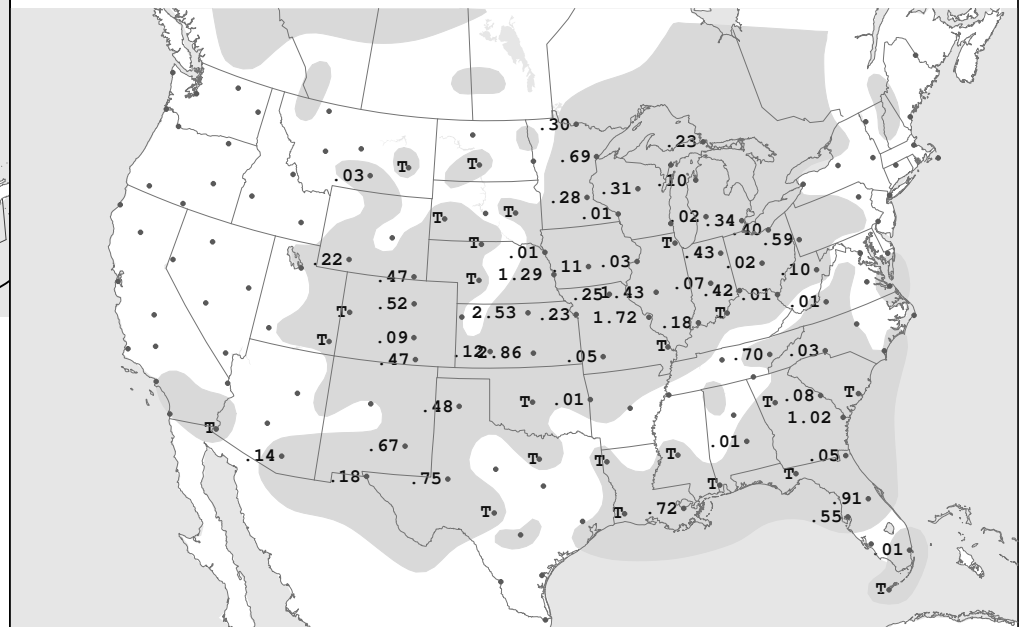 .30
.23
.69
T
T
.03
.10
.31
.28
.01
T
T
.02
.34
.40
.59
T
T
.01
.43
.22
.11
.03
.02
.10
1.29
.47
T
.07
.42
.01
.01
.25
1.43
.52
T
2.53
.23
1.72
.18
T
.09
T
.12
2.86
.05
T
.70
.03
.47
.48
T
.01
T
.08
T
1.02
.67
.01
.14
T
T
T
T
.05
.18
.75
T
T
.91
T
T
.72
.55
.01
T